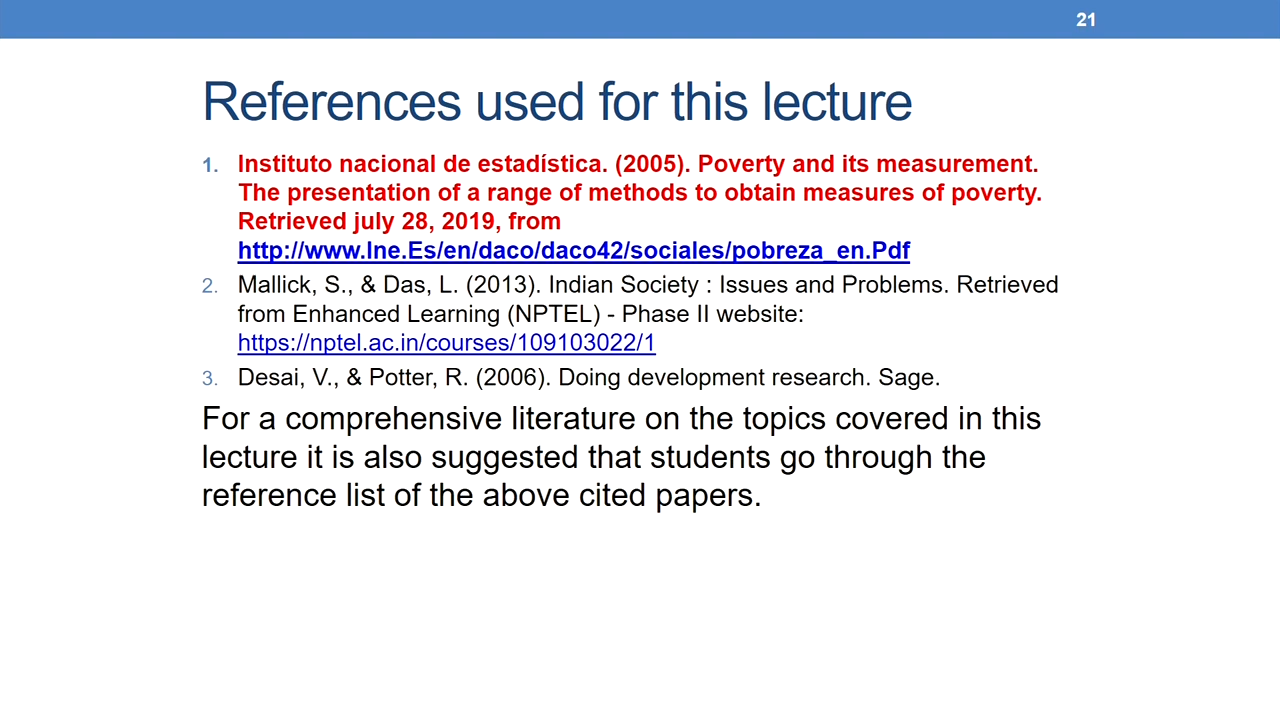 21
References used for this lecture
1. Instituto nacional de estadística. (2005). Poverty and its measurement.
The presentation of a range of methods to obtain measures of poverty.
Retrieved july 28, 2019, from
http://www.Ine.Es/en/daco/daco42/sociales/pobreza_en.Pdf
2. Mallick, S., & Das, L. (2013). Indian Society : Issues and Problems. Retrieved
from Enhanced Learning (NPTEL) - Phase II website:
https://nptel.ac.in/courses/109103022/1
3. Desai, V., & Potter, R. (2006). Doing development research. Sage.
For a comprehensive literature on the topics covered in this
lecture it is also suggested that students go through the
reference list of the above cited papers.